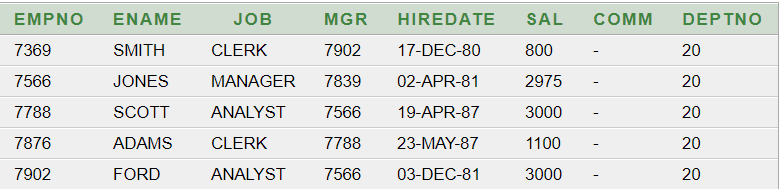 EMPNO ENAME JOB MGR HIREDATE SAL COMM DEPTNO
7369 SMITH CLERK 7902 17-DEC-80 800 - 20
7566 JONES MANAGER 7839 02-APR-81 2975 - 20
7788 SCOTT ANALYST 7566 19-APR-87 3000 - 20
7876 ADAMS CLERK 7788 23-MAY-87 1100 - 20
7902 FORD ANALYST 7566 03-DEC-81 3000 - 20